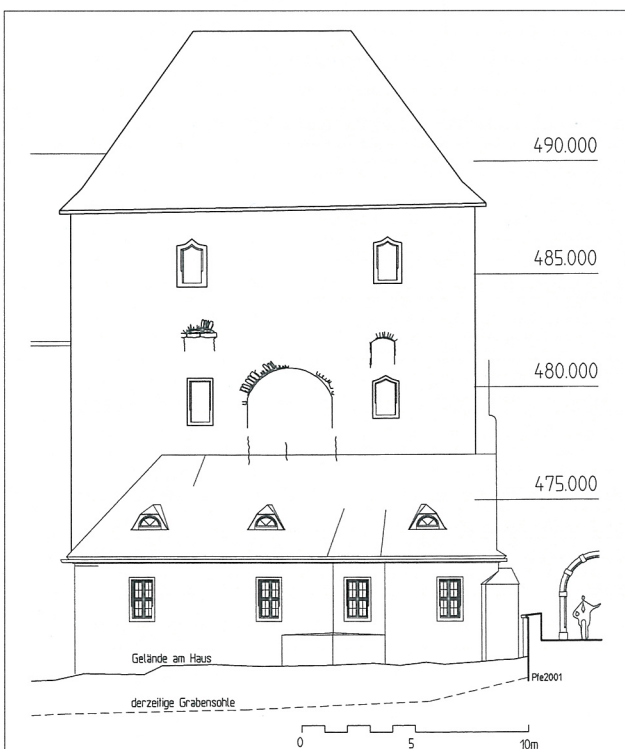 490.000
485.000
480.000
475.000
Gelände am Haus
Pfe2001
derzeitige Grabensohle
0 5 10m